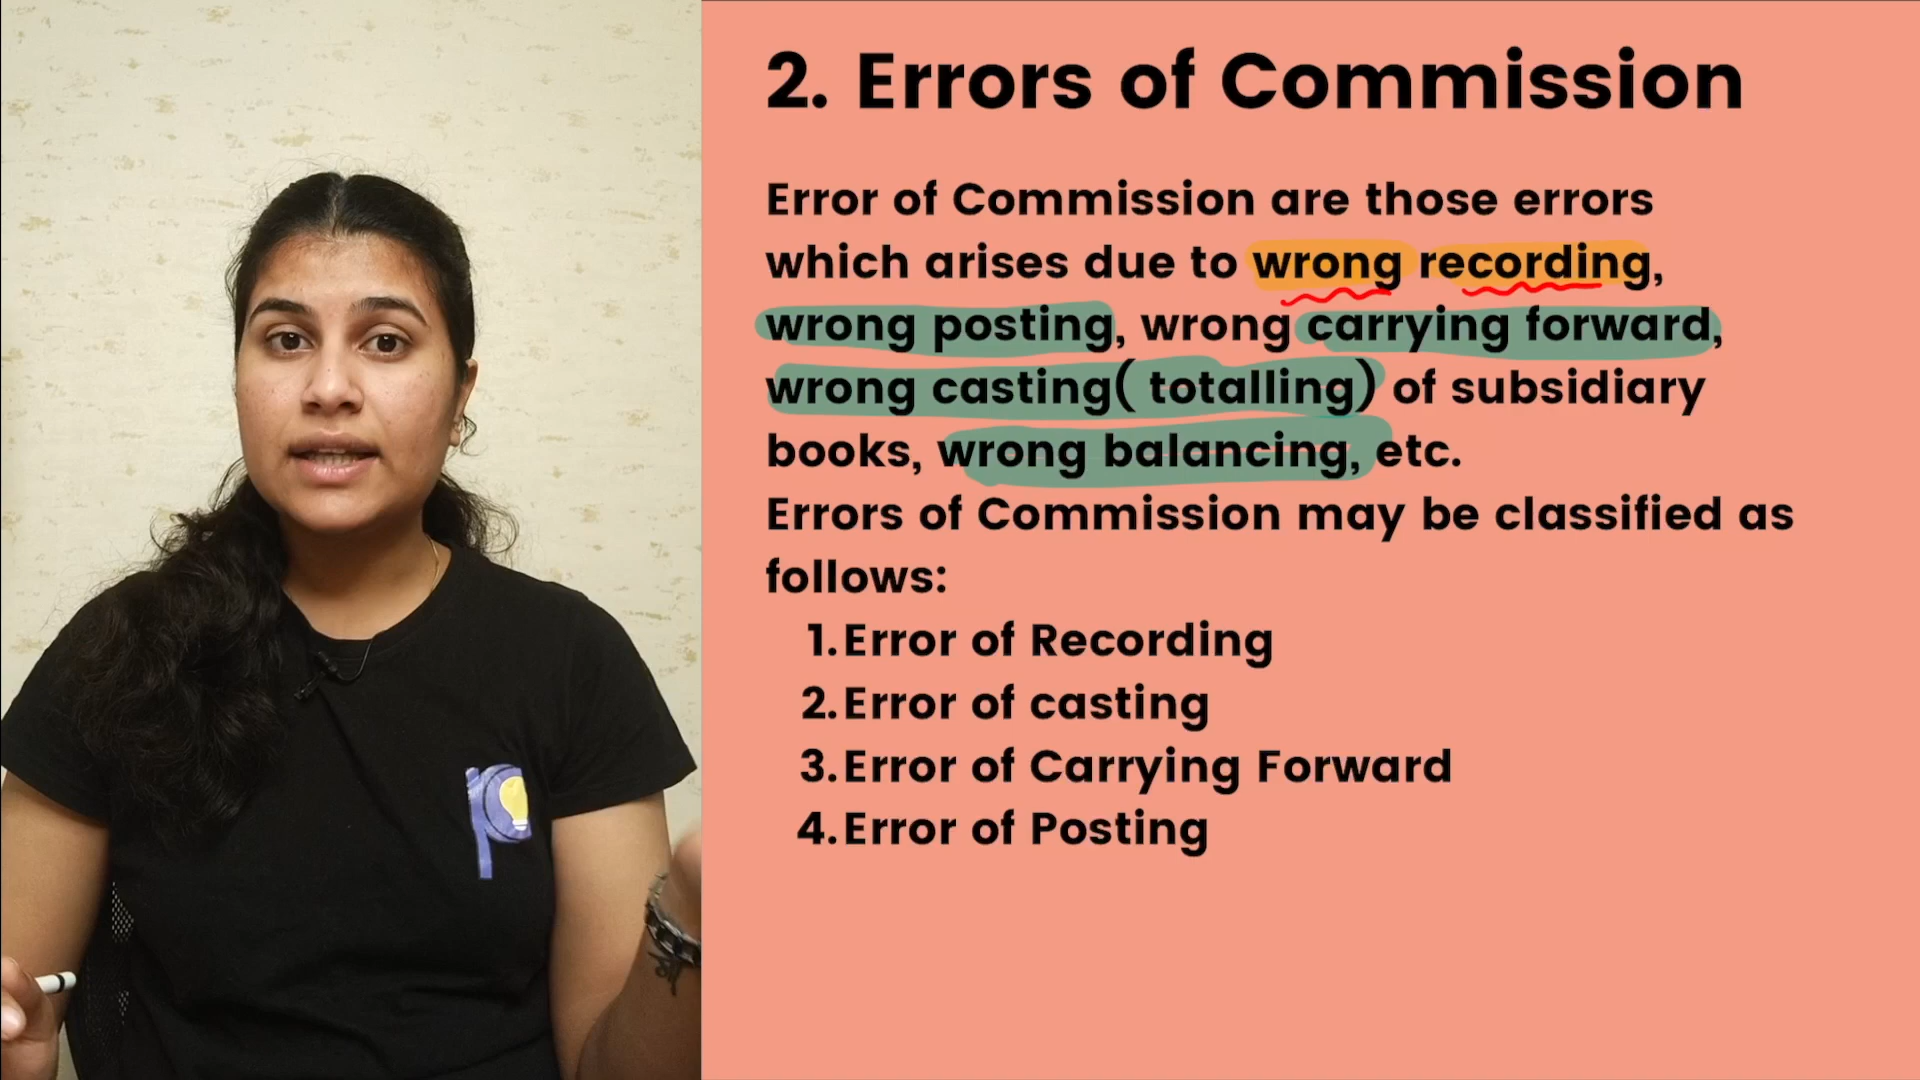 2. Errors of Commission
Error of Commission are those errors
which arises due to wrong recording,
wrong posting, wrong carrying forward,
wrong casting( totalling) of subsidiary
books, wrong balancing, etc.
Errors of Commission may be classified as
follows:
1.Error of Recording
2.Error of casting
3.Error of Carrying Forward
4.Error of Posting